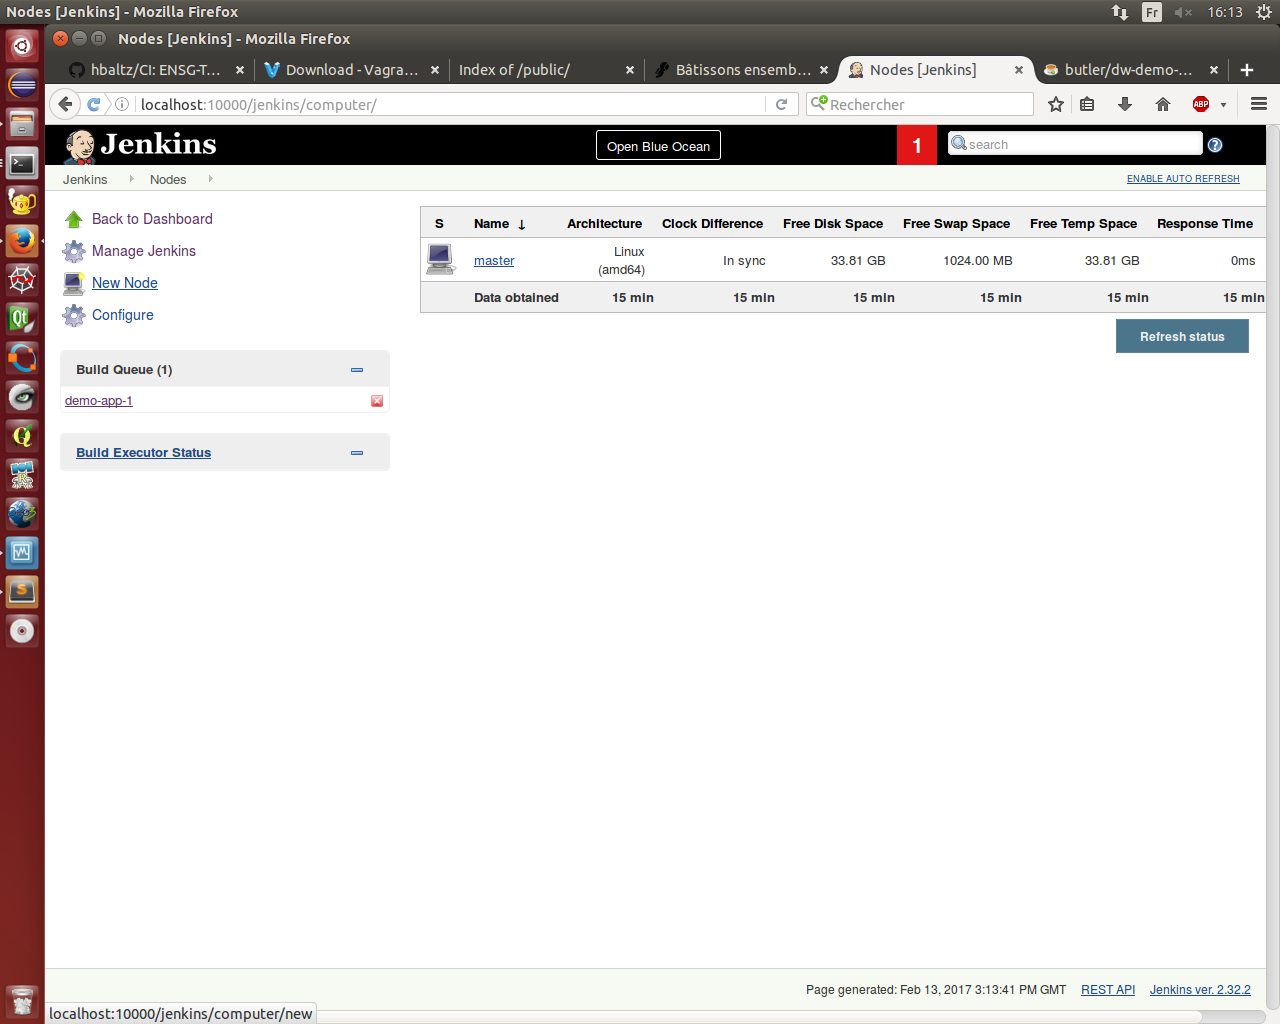 Nodes [Jenkins] - Mozilla Firefox
Fr
16:13
Nodes [Jenkins] - Mozilla Firefox
hbaltz/CI: ENSG-T...
Download - Vagra...
Index of /public/
Bâtissons ensemb...
Nodes [Jenkins]
butler/dw-demo-...
localhost:10000/jenkins/computer/
Rechercher
ABP
Jenkins
Open Blue Ocean
1
search
?
Jenkins
Nodes
ENABLE AUTO REFRESH
Back to Dashboard
Manage Jenkins
New Node
Configure
Build Queue (1)
demo-app-1
Build Executor Status
S Name ↓ Architecture Clock Difference Free Disk Space Free Swap Space Free Temp Space Response Time
master Linux (amd64) In sync 33.81 GB 1024.00 MB 33.81 GB 0ms
Data obtained 15 min 15 min 15 min 15 min 15 min 15 min
Refresh status
Page generated: Feb 13, 2017 3:13:41 PM GMT REST API Jenkins ver. 2.32.2
localhost:10000/jenkins/computer/new